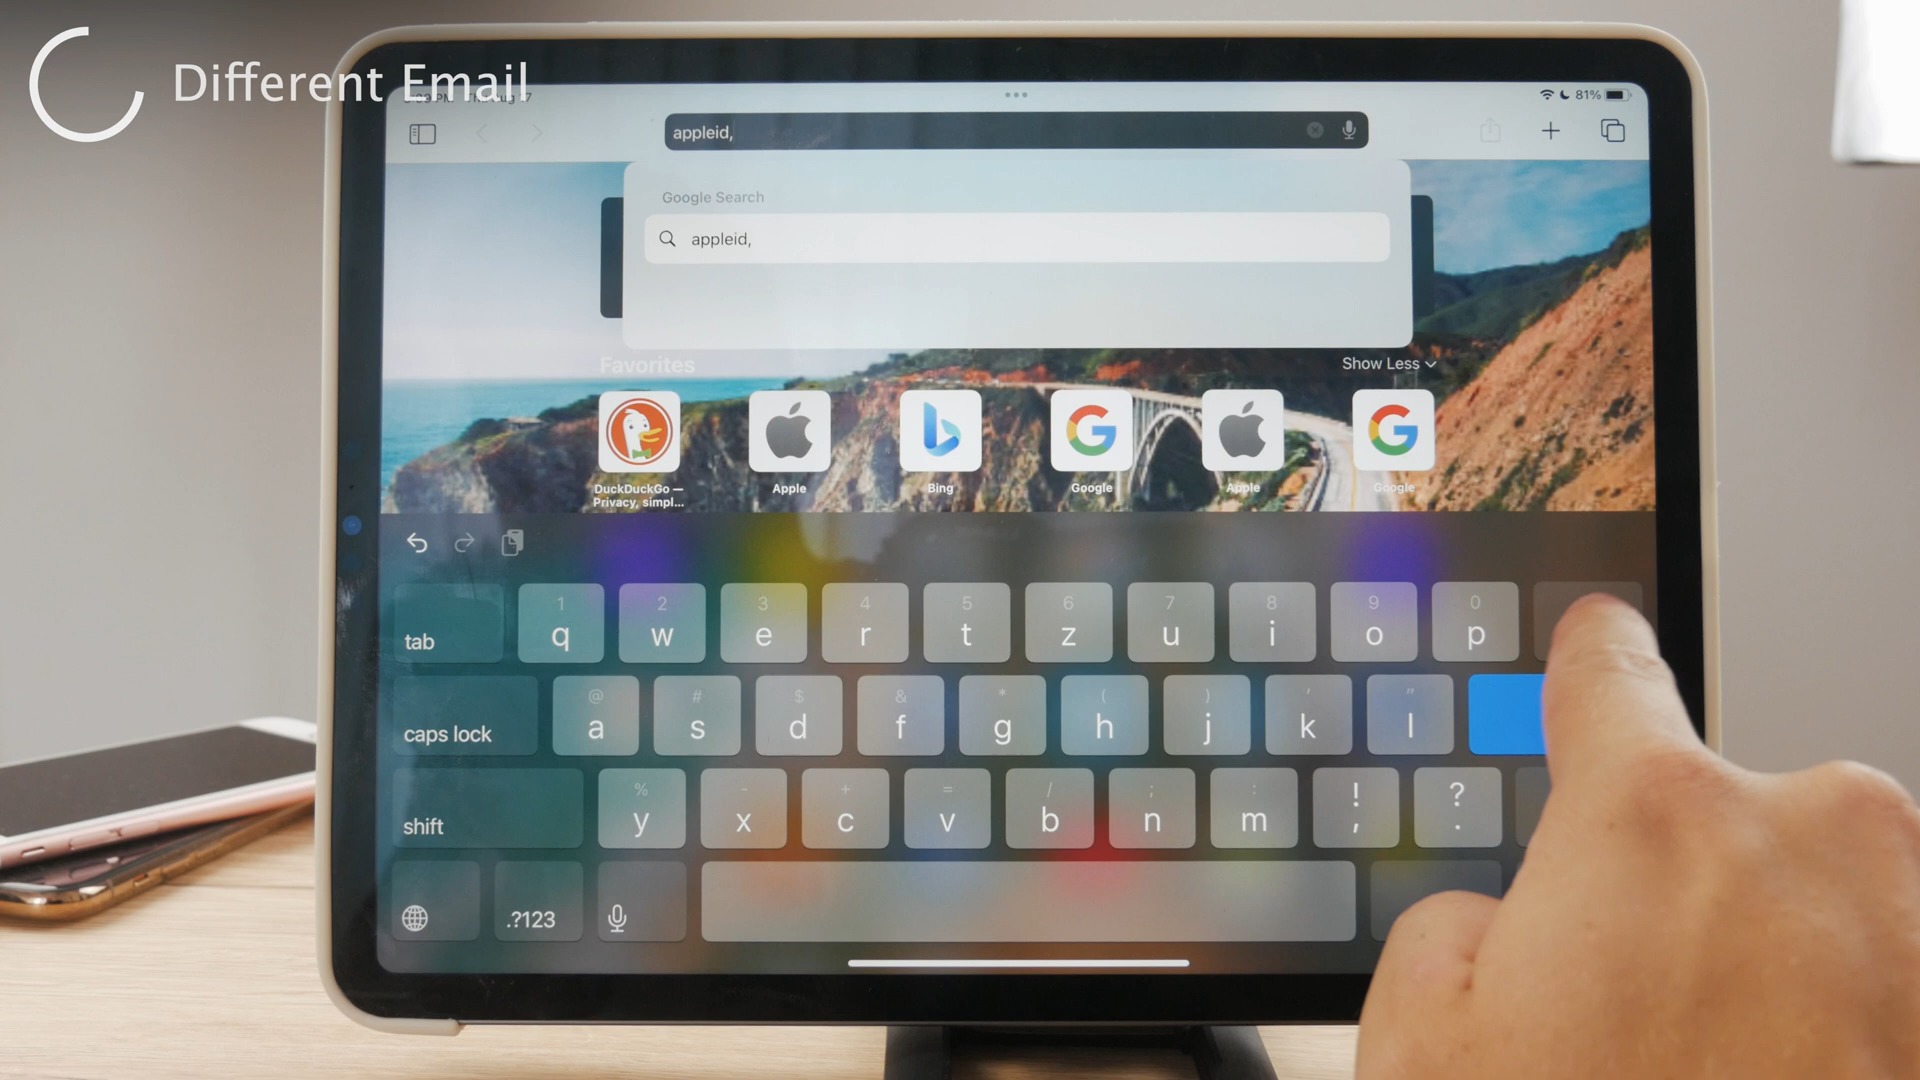 Different Email
81%
appleid,
Google Search
appleid,
Favorites
Show Less
DuckDuckGo —
Privacy, simpl...
Apple
Bing
Google
Apple
Google
tab
1 2 3 4 5 6 7 8 9 0
q w e r t z u i o p
caps lock
@ # $ & * ( ) ' "
a s d f g h j k l
shift
% - + = / ; : ! ?
y x c v b n m , .
.?123